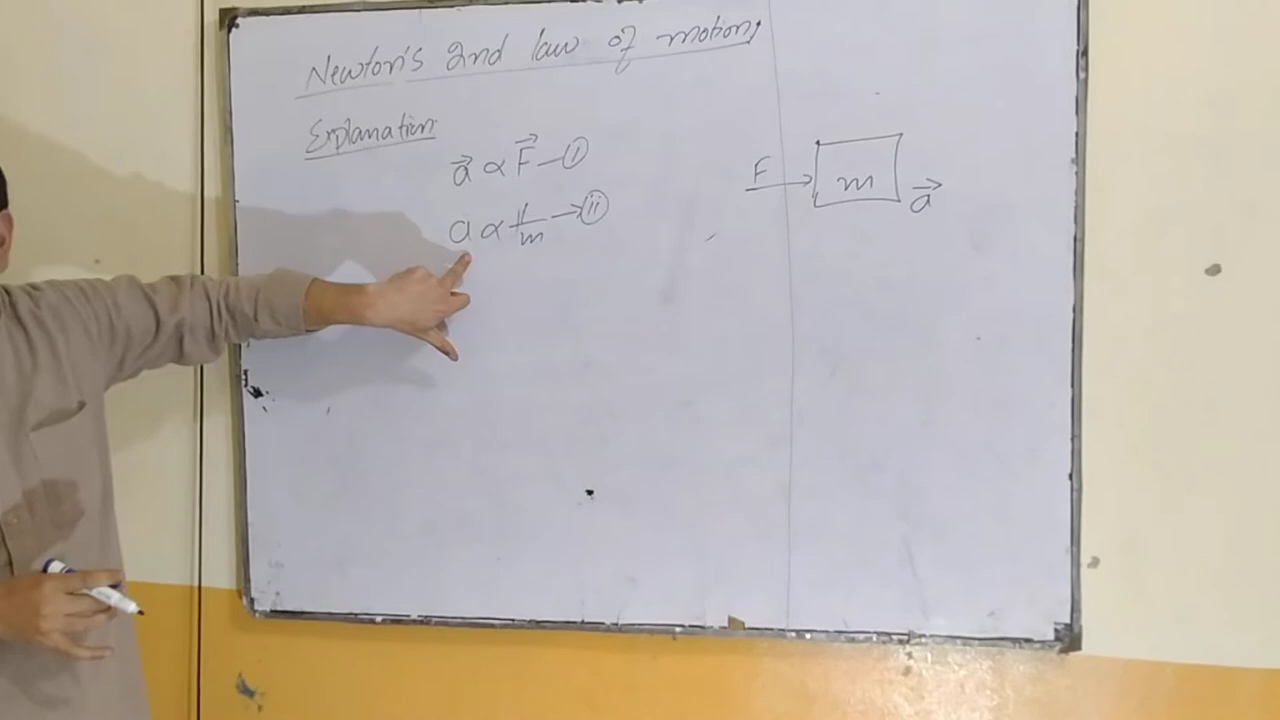 Newton's 2nd law of motion,
Explanation:
a⃗ ∝ F⃗ — (i)
a ∝ 1/m → (ii)
F
m
a⃗